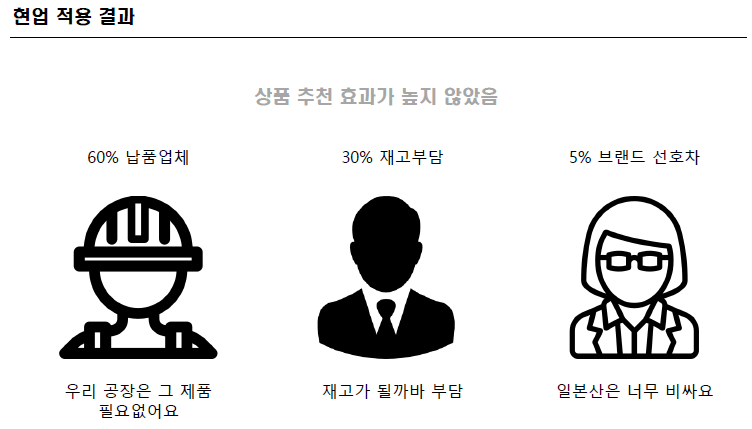 현업 적용 결과
상품 추천 효과가 높지 않았음
60% 납품업체
30% 재고부담
5% 브랜드 선호차
우리 공장은 그 제품
필요없어요
재고가 될까바 부담
일본산은 너무 비싸요